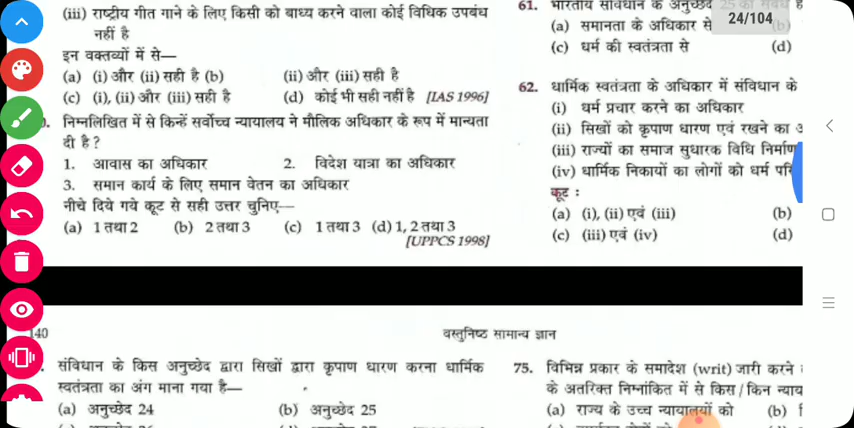 (iii) राष्ट्रीय गीत गाने के लिए किसी को बाध्य करने वाला कोई विधिक उपबंध
नहीं है
इन वक्तव्यों में से—
(a) (i) और (ii) सही है (b) (ii) और (iii) सही है
(c) (i), (ii) और (iii) सही है (d) कोई भी सही नहीं है [IAS 1996]
निम्नलिखित में से किन्हें सर्वोच्च न्यायालय ने मौलिक अधिकार के रूप में मान्यता
दी है ?
1. आवास का अधिकार 2. विदेश यात्रा का अधिकार
3. समान कार्य के लिए समान वेतन का अधिकार
नीचे दिये गये कूट से सही उत्तर चुनिए—
(a) 1 तथा 2 (b) 2 तथा 3 (c) 1 तथा 3 (d) 1, 2 तथा 3
[UPPCS 1998]
61. भारतीय संविधान के अनुच्छेद 25 का संबंध
24/104
(a) समानता के अधिकार से (b)
(c) धर्म की स्वतंत्रता से (d)
62. धार्मिक स्वतंत्रता के अधिकार में संविधान के
(i) धर्म प्रचार करने का अधिकार
(ii) सिखों को कृपाण धारण एवं रखने का
(iii) राज्यों का समाज सुधारक विधि निर्माण
(iv) धार्मिक निकायों का लोगों को धर्म
कूट :
(a) (i), (ii) एवं (iii) (b)
(c) (iii) एवं (iv) (d)
140
वस्तुनिष्ठ सामान्य ज्ञान
संविधान के किस अनुच्छेद द्वारा सिखों द्वारा कृपाण धारण करना धार्मिक
स्वतंत्रता का अंग माना गया है—
(a) अनुच्छेद 24 (b) अनुच्छेद 25
75. विभिन्न प्रकार के समादेश (writ) जारी करने
के अतिरिक्त निम्नांकित में से किस/किन
(a) राज्य के उच्च न्यायालयों को (b)